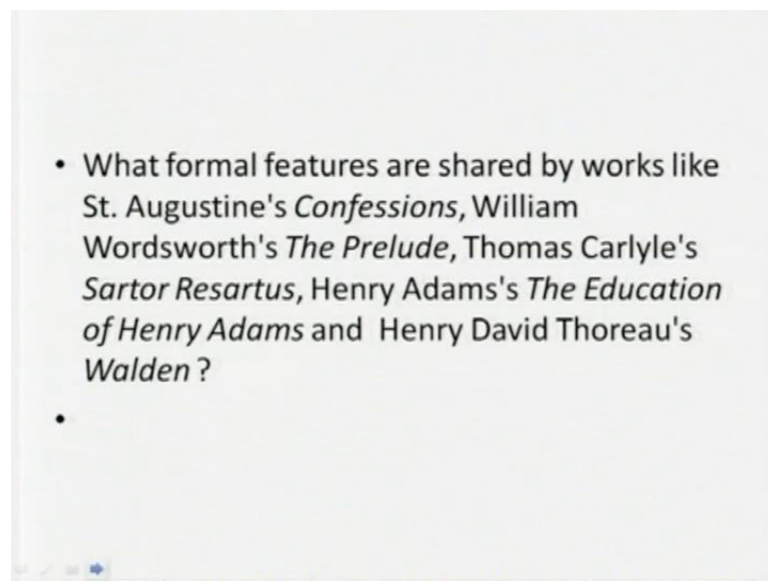 • What formal features are shared by works like
St. Augustine's Confessions, William
Wordsworth's The Prelude, Thomas Carlyle's
Sartor Resartus, Henry Adams's The Education
of Henry Adams and  Henry David Thoreau's
Walden ?
•